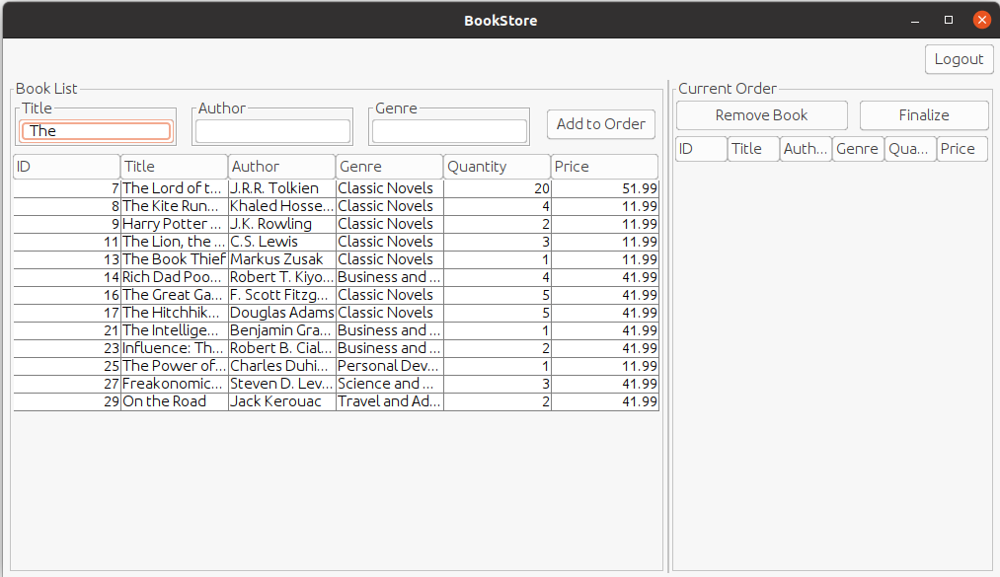 BookStore
Logout
Book List
Title Author Genre
The
Add to Order
ID Title Author Genre Quantity Price
7 The Lord of t... J.R.R. Tolkien Classic Novels 20 51.99
8 The Kite Run... Khaled Hosse... Classic Novels 4 11.99
9 Harry Potter ... J.K. Rowling Classic Novels 2 11.99
11 The Lion, the ... C.S. Lewis Classic Novels 3 11.99
13 The Book Thief Markus Zusak Classic Novels 1 11.99
14 Rich Dad Poo... Robert T. Kiyo... Business and ... 4 41.99
16 The Great Ga... F. Scott Fitzg... Classic Novels 5 41.99
17 The Hitchhik... Douglas Adams Classic Novels 5 41.99
21 The Intellige... Benjamin Gra... Business and ... 1 41.99
23 Influence: Th... Robert B. Cial... Business and ... 2 41.99
25 The Power of... Charles Duhi... Personal Dev... 1 11.99
27 Freakonomic... Steven D. Lev... Science and ... 3 41.99
29 On the Road Jack Kerouac Travel and Ad... 2 41.99
Current Order
Remove Book Finalize
ID Title Auth... Genre Qua... Price